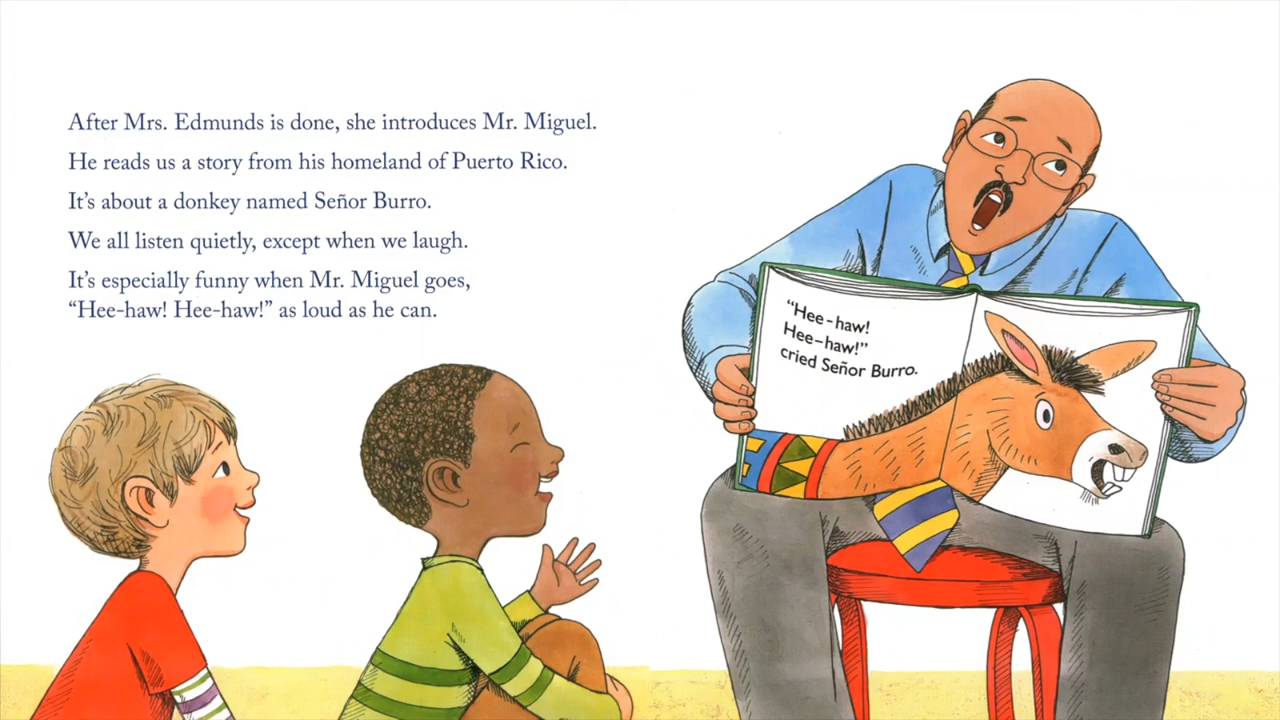 After Mrs. Edmunds is done, she introduces Mr. Miguel.
He reads us a story from his homeland of Puerto Rico.
It’s about a donkey named Señor Burro.
We all listen quietly, except when we laugh.
It’s especially funny when Mr. Miguel goes,
“Hee-haw! Hee-haw!” as loud as he can.
“Hee-haw!
Hee-haw!”
cried Señor Burro.